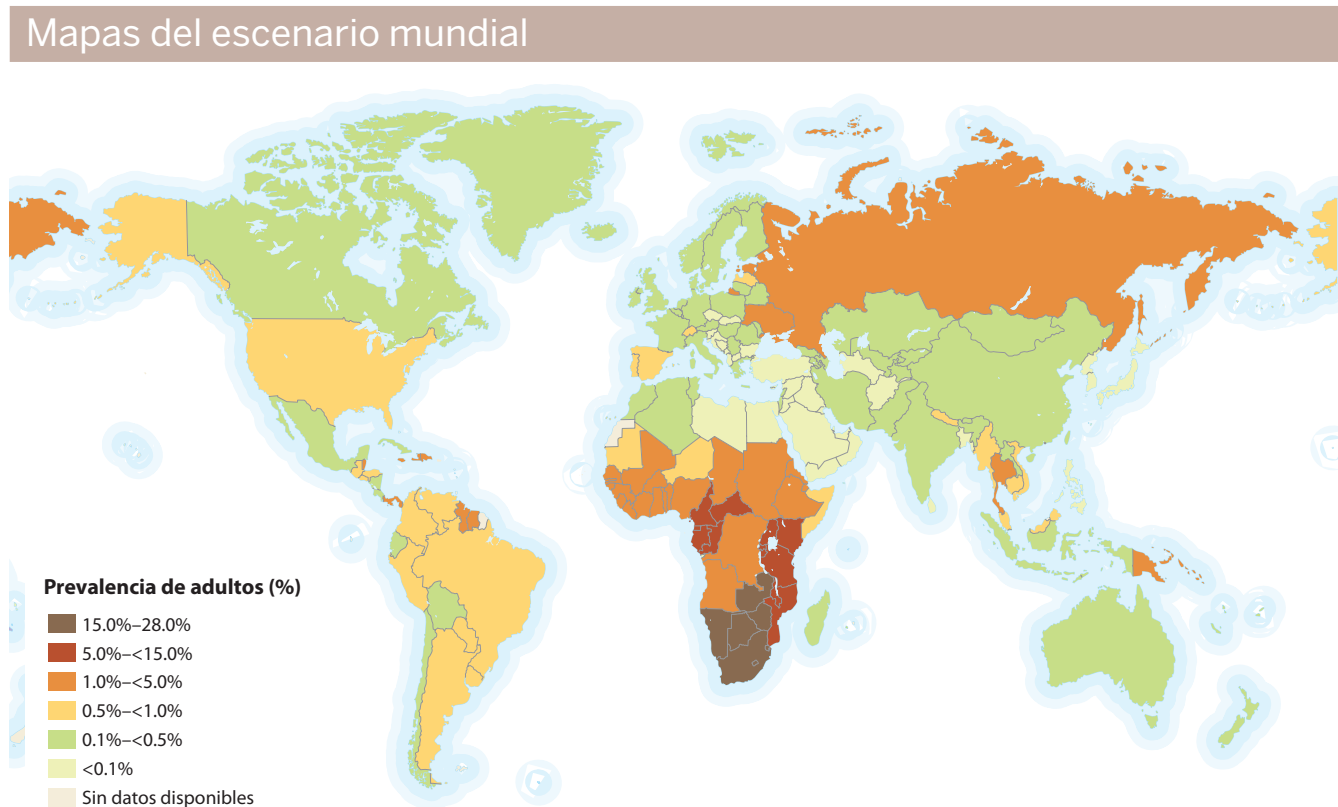 Mapas del escenario mundial
Prevalencia de adultos (%)
15.0%–28.0%
5.0%–<15.0%
1.0%–<5.0%
0.5%–<1.0%
0.1%–<0.5%
<0.1%
Sin datos disponibles